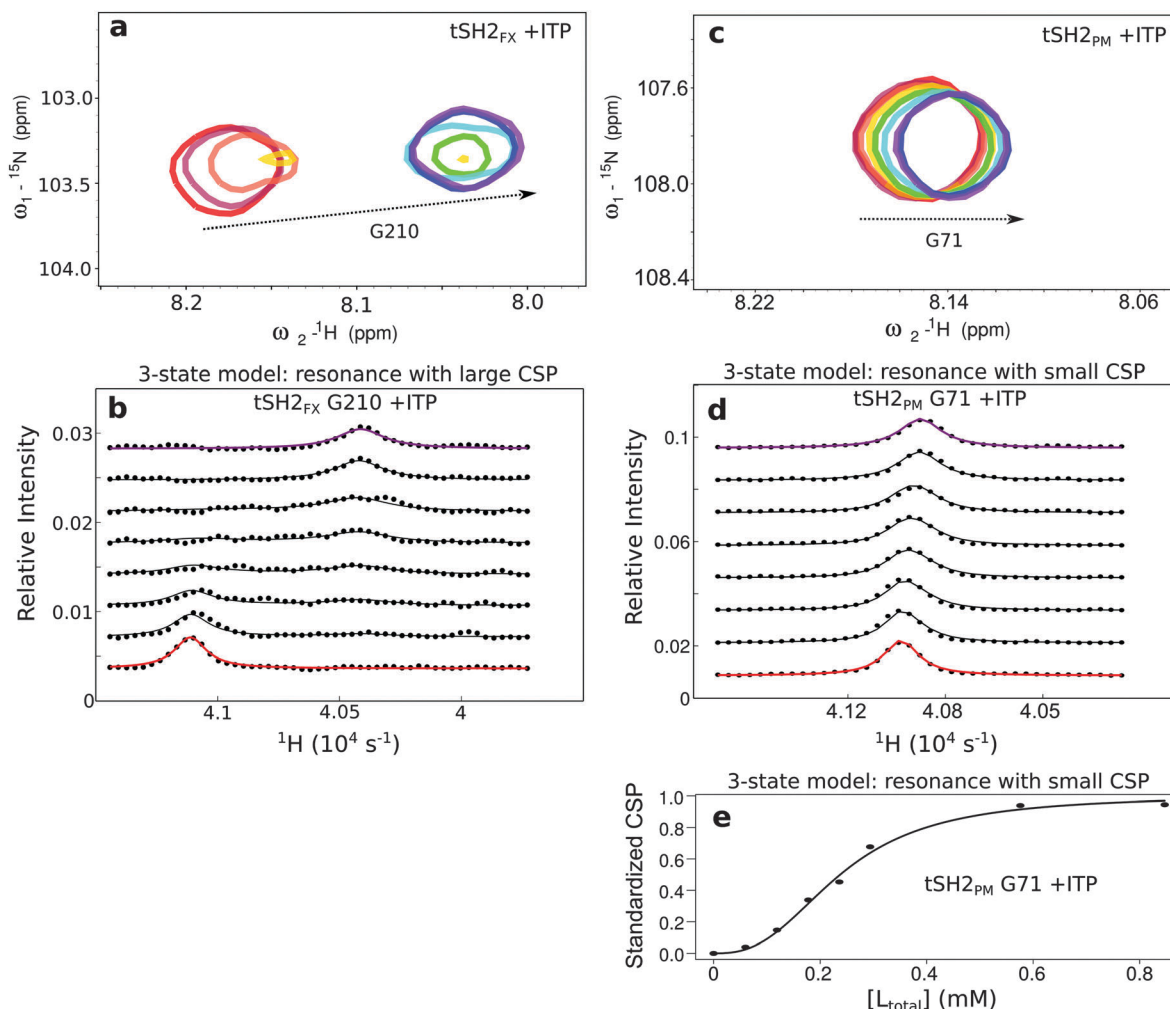 a
tSH2FX +ITP
103.0
103.5
104.0
ω1 - 15N (ppm)
G210
8.2
8.1
8.0
ω 2 -1H (ppm)
c
tSH2PM +ITP
107.6
108.0
108.4
ω1 - 15N (ppm)
G71
8.22
8.14
8.06
ω 2 -1H (ppm)
3-state model: resonance with large CSP
b
tSH2FX G210 +ITP
0.03
0.02
0.01
0
Relative Intensity
4.1
4.05
4
1H (10^4 s^-1)
3-state model: resonance with small CSP
d
tSH2PM G71 +ITP
0.1
0.06
0.02
0
Relative Intensity
4.12
4.08
4.05
1H (10^4 s^-1)
3-state model: resonance with small CSP
e
1.0
0.8
0.6
0.4
0.2
0.0
Standardized CSP
tSH2PM G71 +ITP
0
0.2
0.4
0.6
0.8
[Ltotal] (mM)